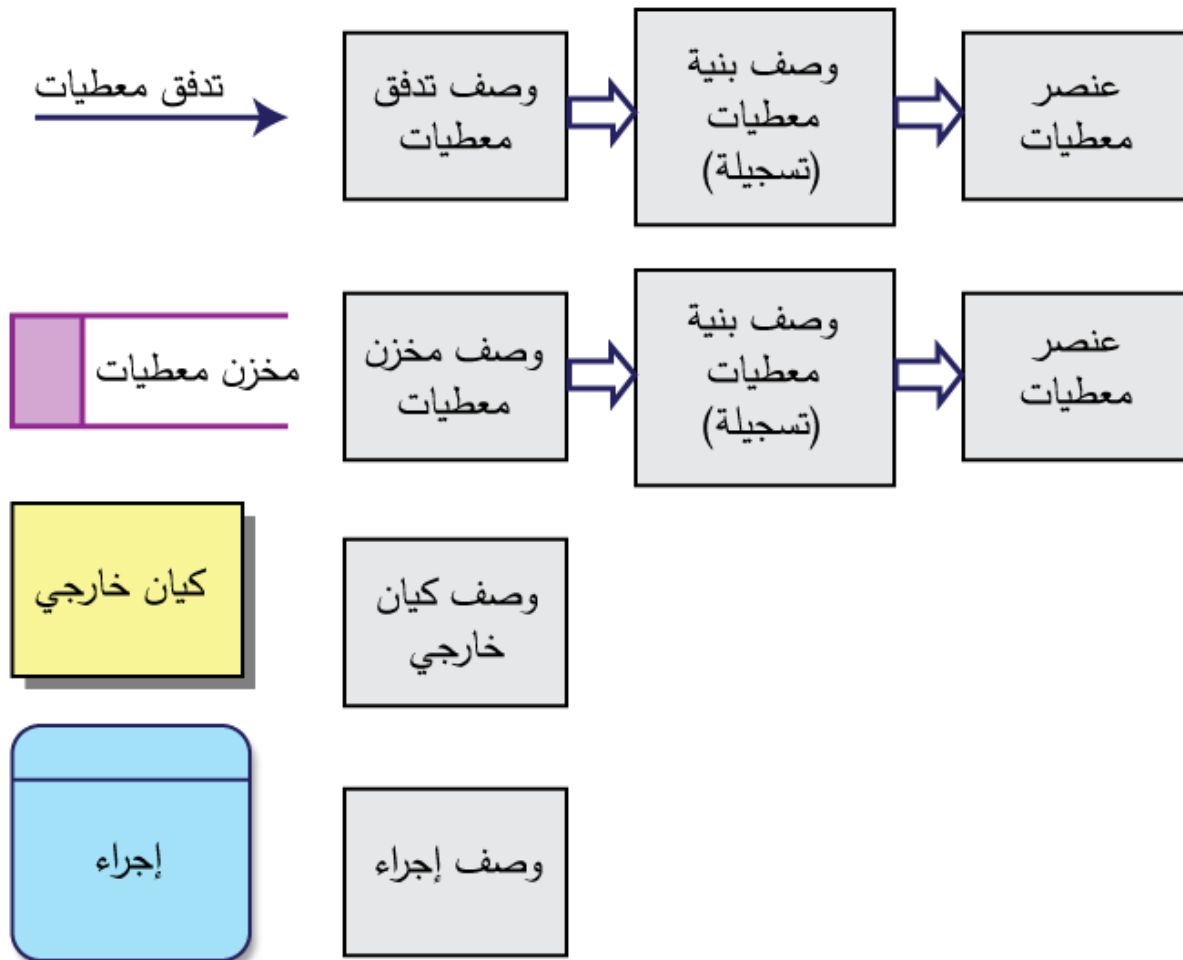 تدفق معطيات
وصف تدفق
معطيات
وصف بنية
معطيات
(تسجيلة)
عنصر
معطيات
مخزن معطيات
وصف مخزن
معطيات
وصف بنية
معطيات
(تسجيلة)
عنصر
معطيات
كيان خارجي
وصف كيان
خارجي
إجراء
وصف إجراء